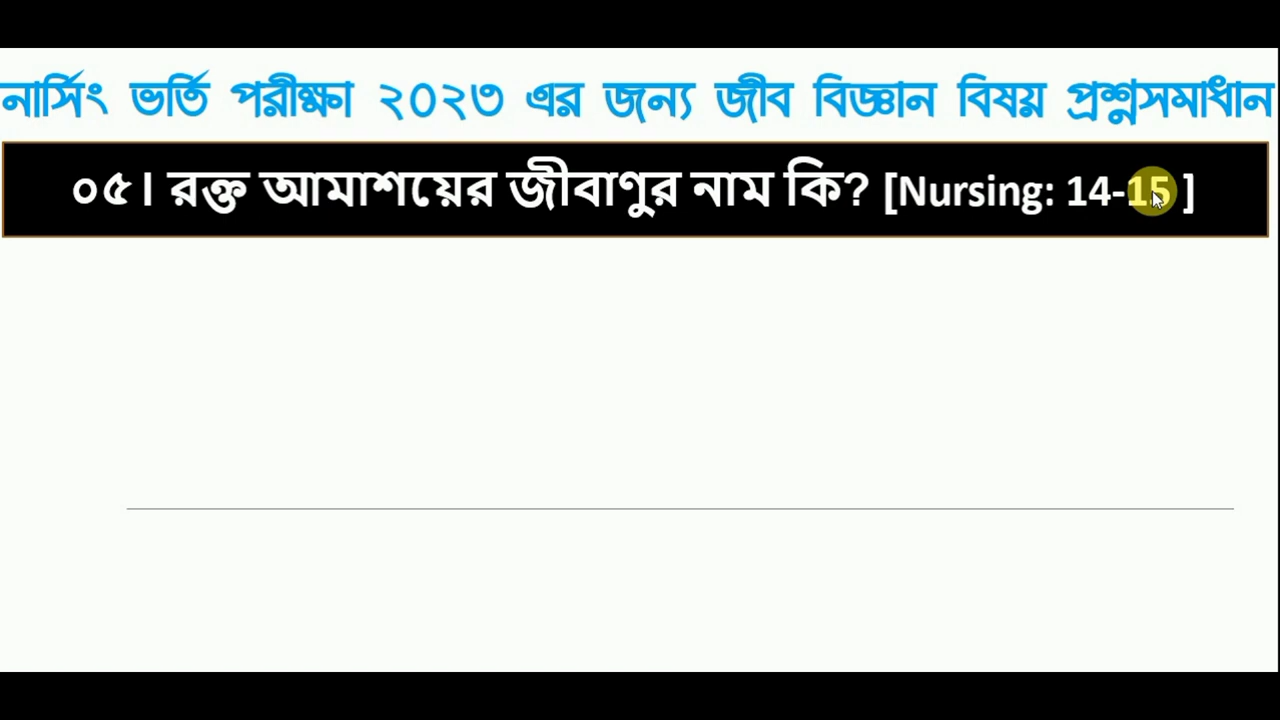 নার্সিং ভর্তি পরীক্ষা ২০২৩ এর জন্য জীব বিজ্ঞান বিষয় প্রশ্নসমাধান
০৫। রক্ত আমাশয়ের জীবাণুর নাম কি? [Nursing: 14-15 ]